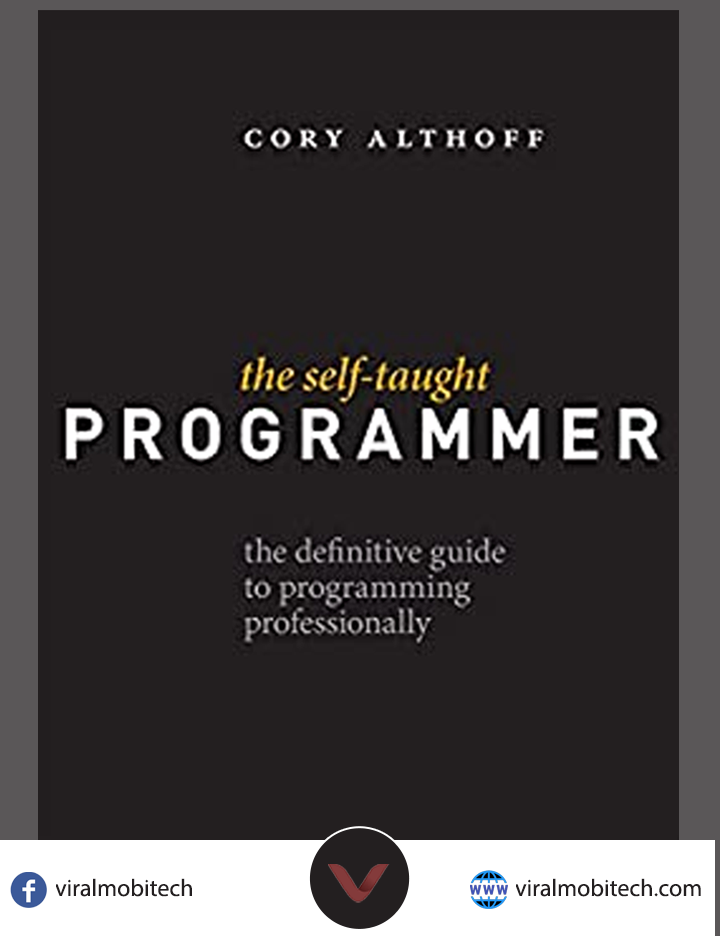 CORY ALTHOFF
the self-taught
PROGRAMMER
the definitive guide
to programming
professionally
f viralmobitech
www viralmobitech.com